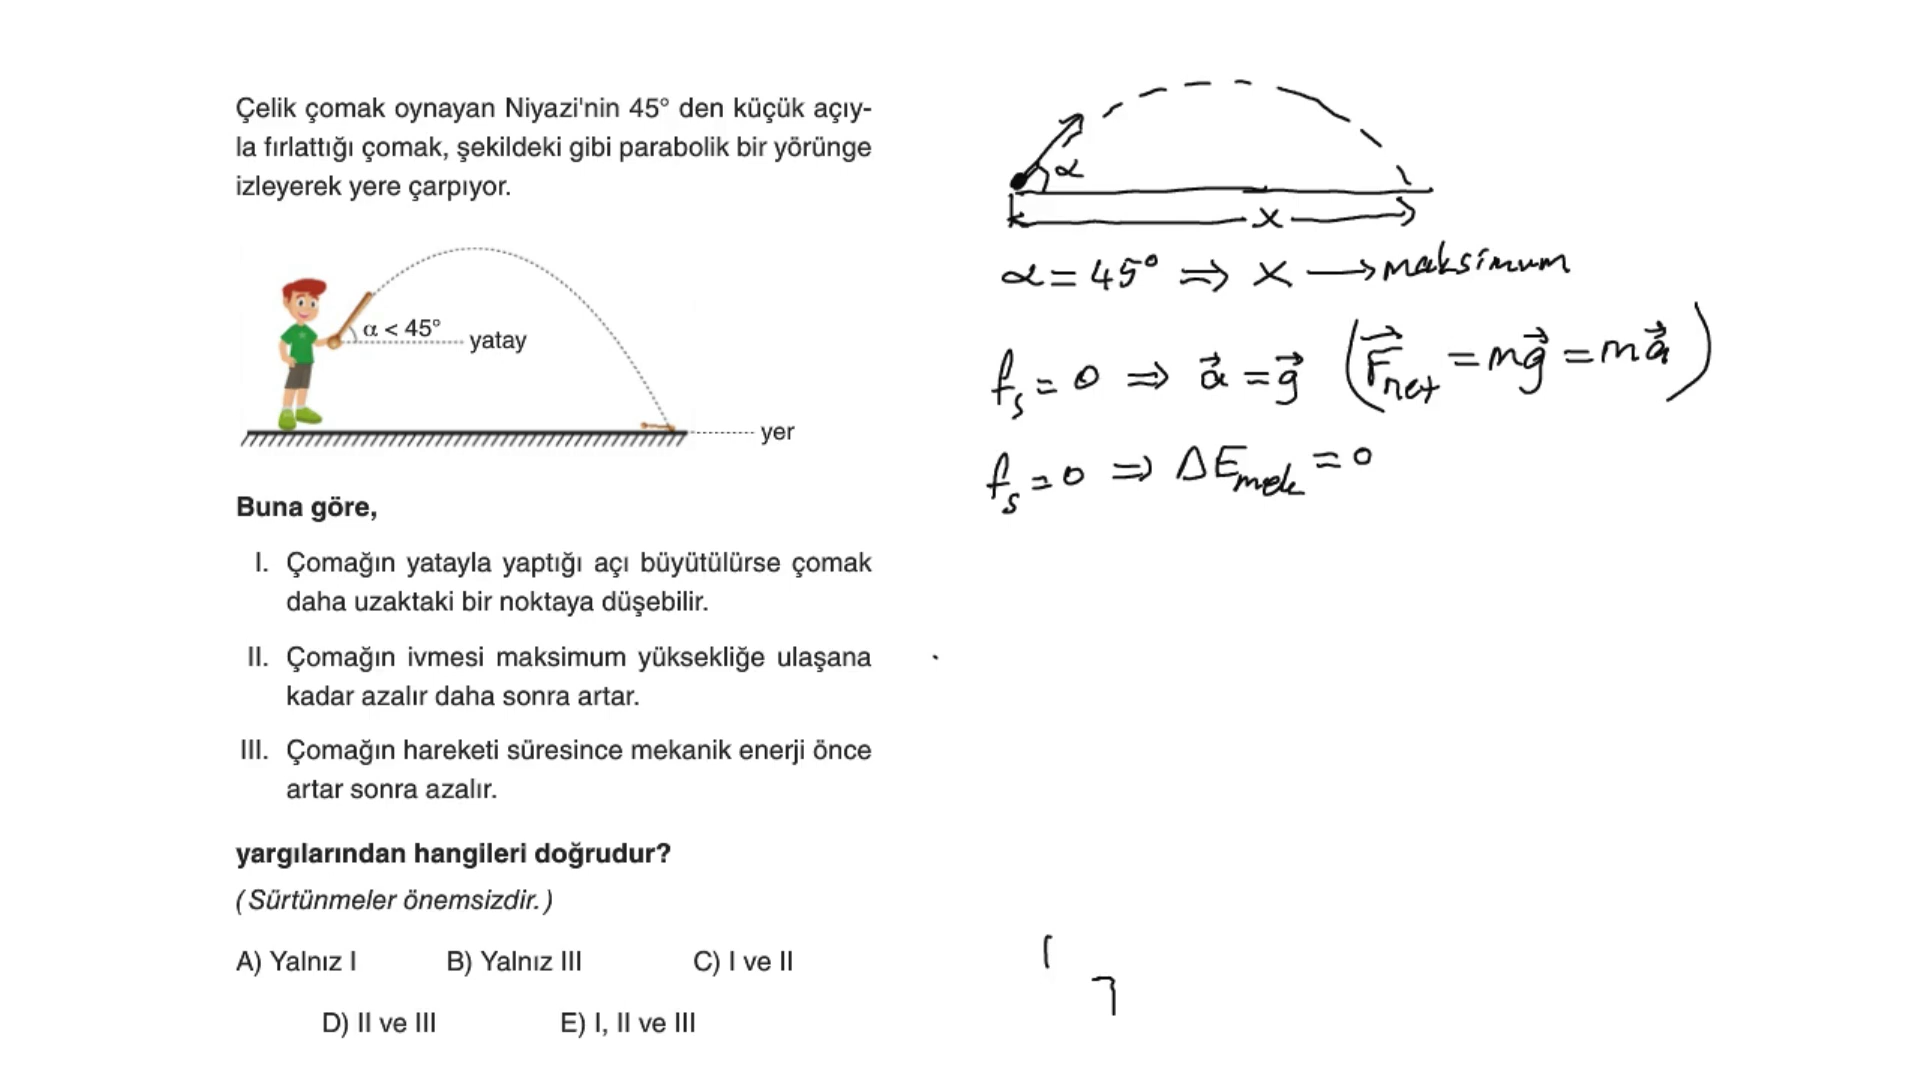 Çelik çomak oynayan Niyazi'nin 45° den küçük açıy-
la fırlattığı çomak, şekildeki gibi parabolik bir yörünge
izleyerek yere çarpıyor.
α < 45°
yatay
yer
Buna göre,
I. Çomağın yatayla yaptığı açı büyütülürse çomak
daha uzaktaki bir noktaya düşebilir.
II. Çomağın ivmesi maksimum yüksekliğe ulaşana
kadar azalır daha sonra artar.
III. Çomağın hareketi süresince mekanik enerji önce
artar sonra azalır.
yargılarından hangileri doğrudur?
(Sürtünmeler önemsizdir.)
A) Yalnız I B) Yalnız III C) I ve II
D) II ve III E) I, II ve III
α
x
α = 45° ⇒ x → maksimum
f_s = 0 ⇒ a⃗ = g⃗ (F⃗_net = mg⃗ = ma⃗)
f_s = 0 ⇒ ΔE_mek = 0